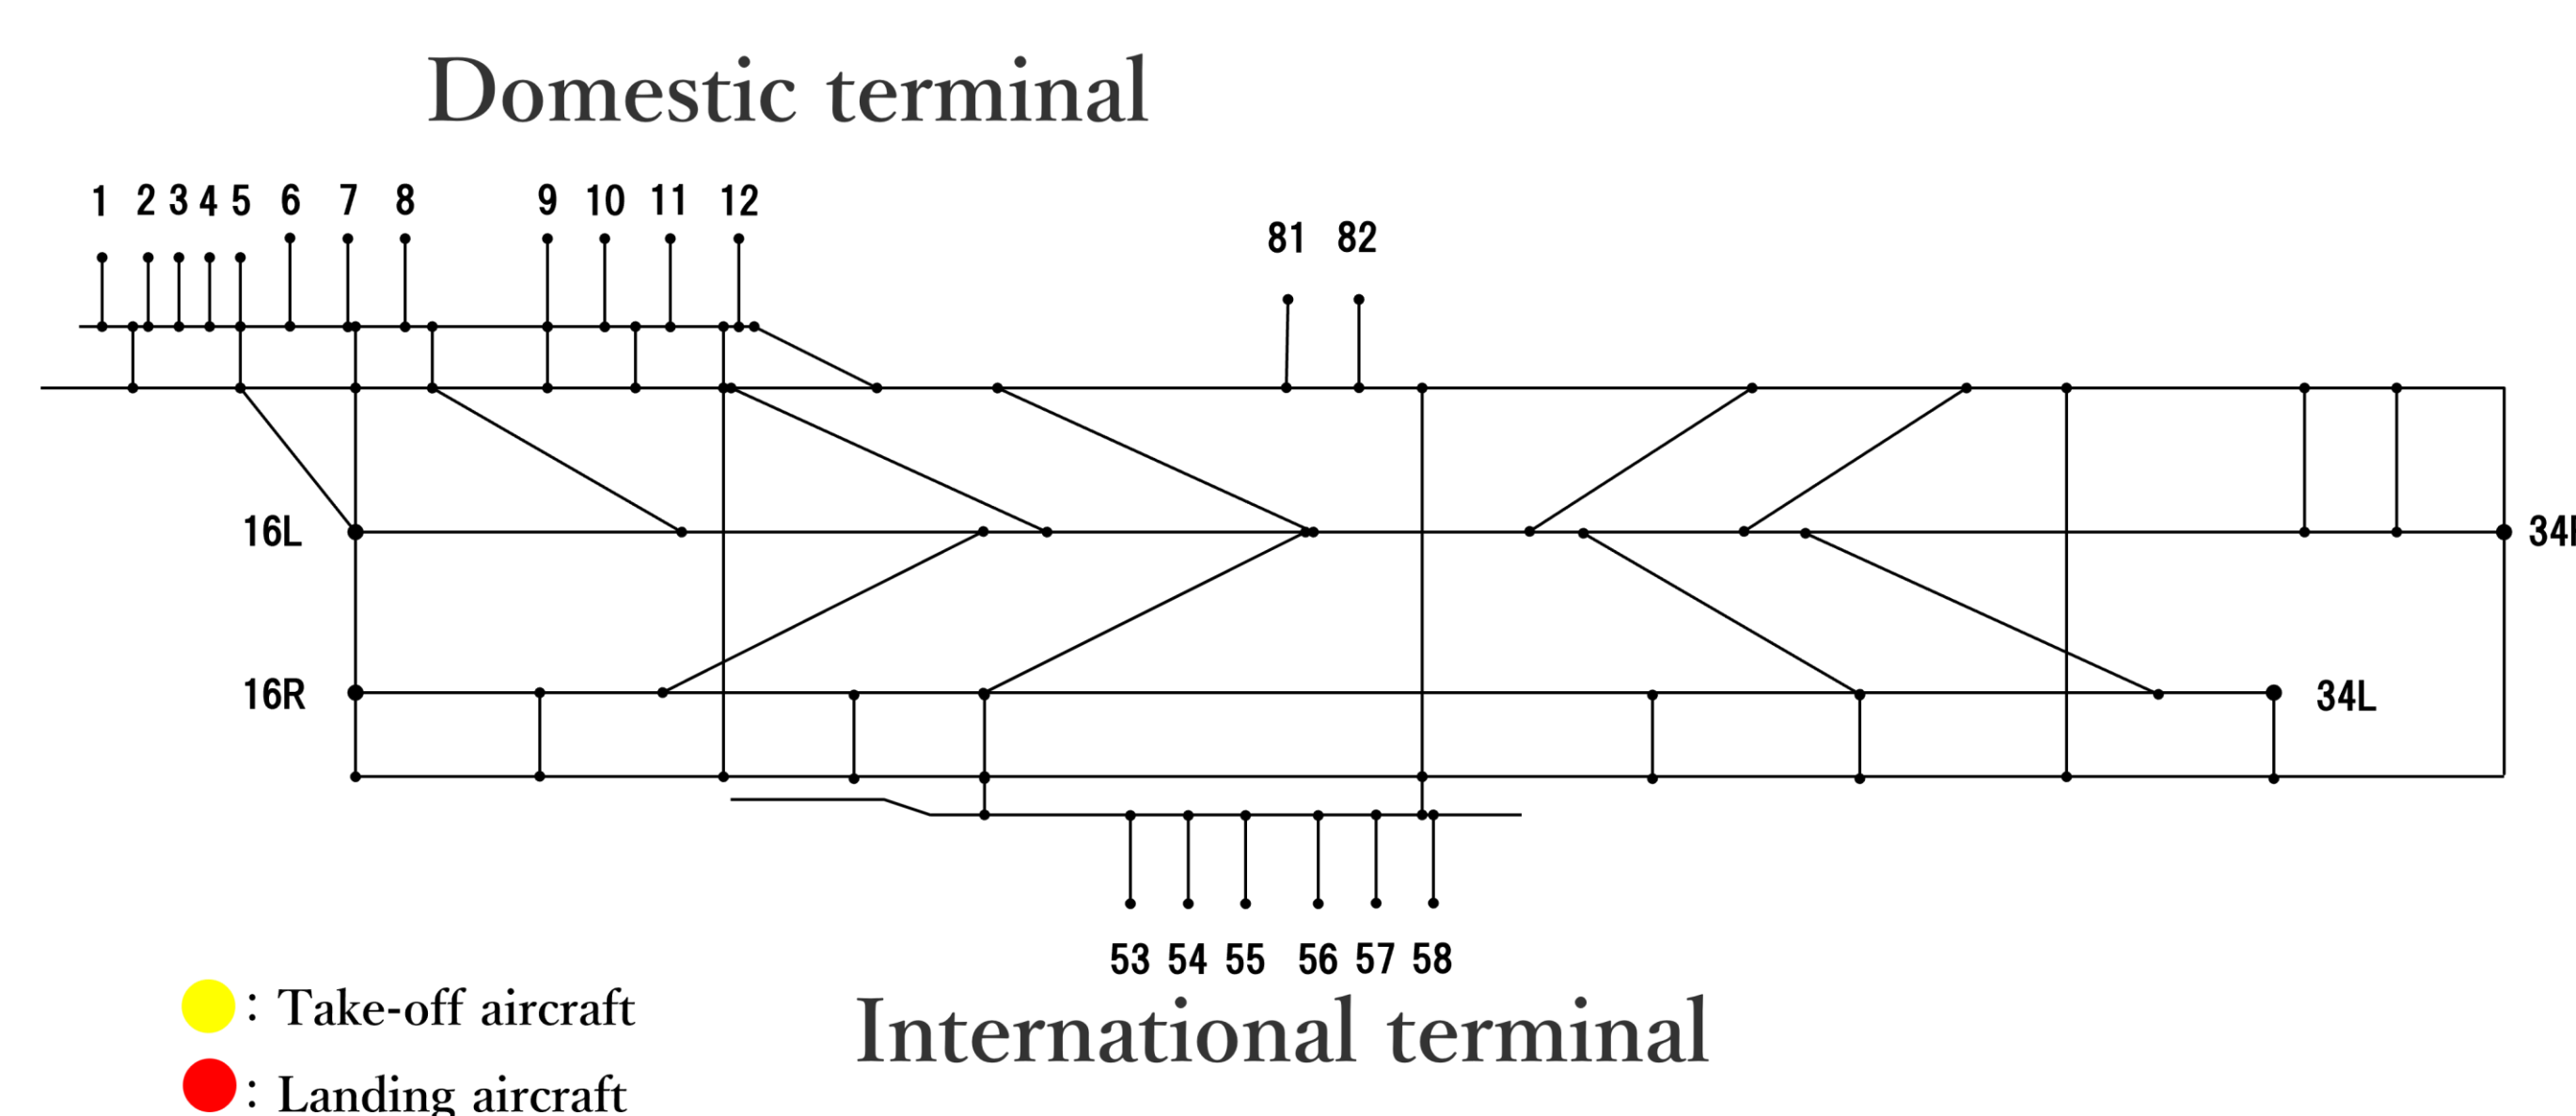 Domestic terminal
1 2 3 4 5 6 7 8 9 10 11 12
81 82
16L
16R 34L
53 54 55 56 57 58
International terminal
: Take-off aircraft
: Landing aircraft